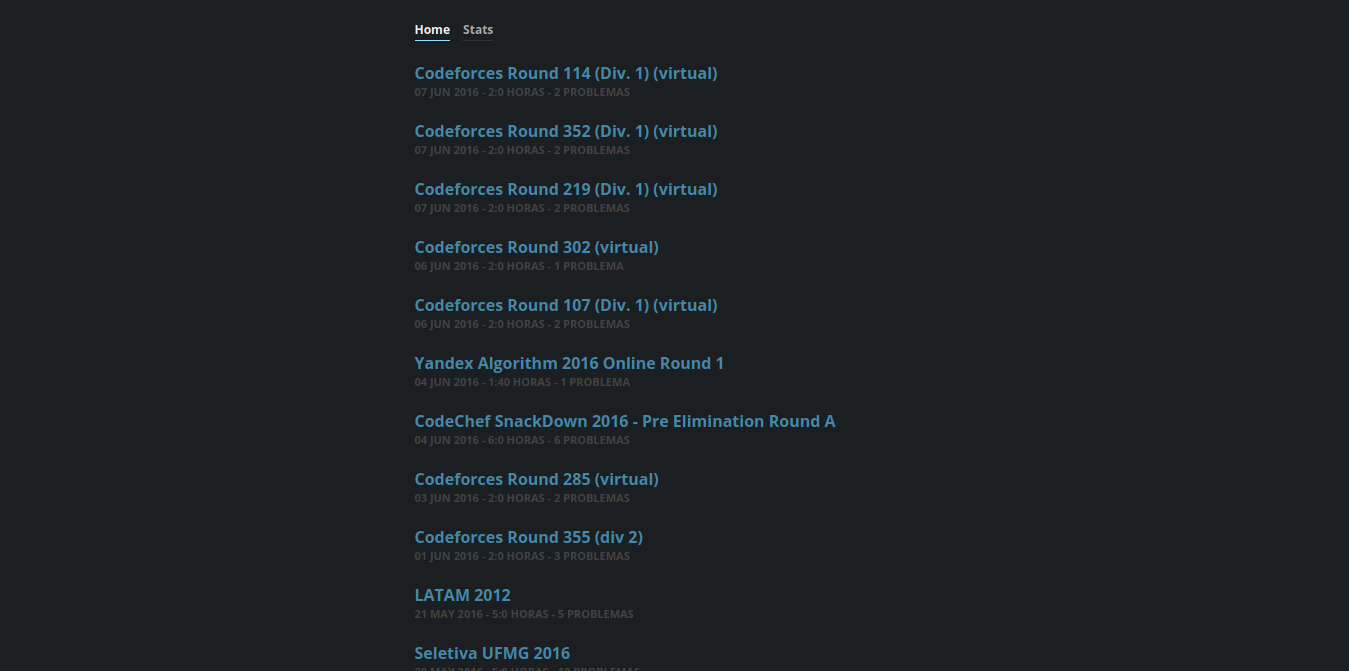 Home Stats
Codeforces Round 114 (Div. 1) (virtual)
07 JUN 2016 - 2:0 HORAS - 2 PROBLEMAS
Codeforces Round 352 (Div. 1) (virtual)
07 JUN 2016 - 2:0 HORAS - 2 PROBLEMAS
Codeforces Round 219 (Div. 1) (virtual)
07 JUN 2016 - 2:0 HORAS - 2 PROBLEMAS
Codeforces Round 302 (virtual)
06 JUN 2016 - 2:0 HORAS - 1 PROBLEMA
Codeforces Round 107 (Div. 1) (virtual)
06 JUN 2016 - 2:0 HORAS - 2 PROBLEMAS
Yandex Algorithm 2016 Online Round 1
04 JUN 2016 - 1:40 HORAS - 1 PROBLEMA
CodeChef SnackDown 2016 - Pre Elimination Round A
04 JUN 2016 - 6:0 HORAS - 6 PROBLEMAS
Codeforces Round 285 (virtual)
03 JUN 2016 - 2:0 HORAS - 2 PROBLEMAS
Codeforces Round 355 (div 2)
01 JUN 2016 - 2:0 HORAS - 3 PROBLEMAS
LATAM 2012
21 MAY 2016 - 5:0 HORAS - 5 PROBLEMAS
Seletiva UFMG 2016